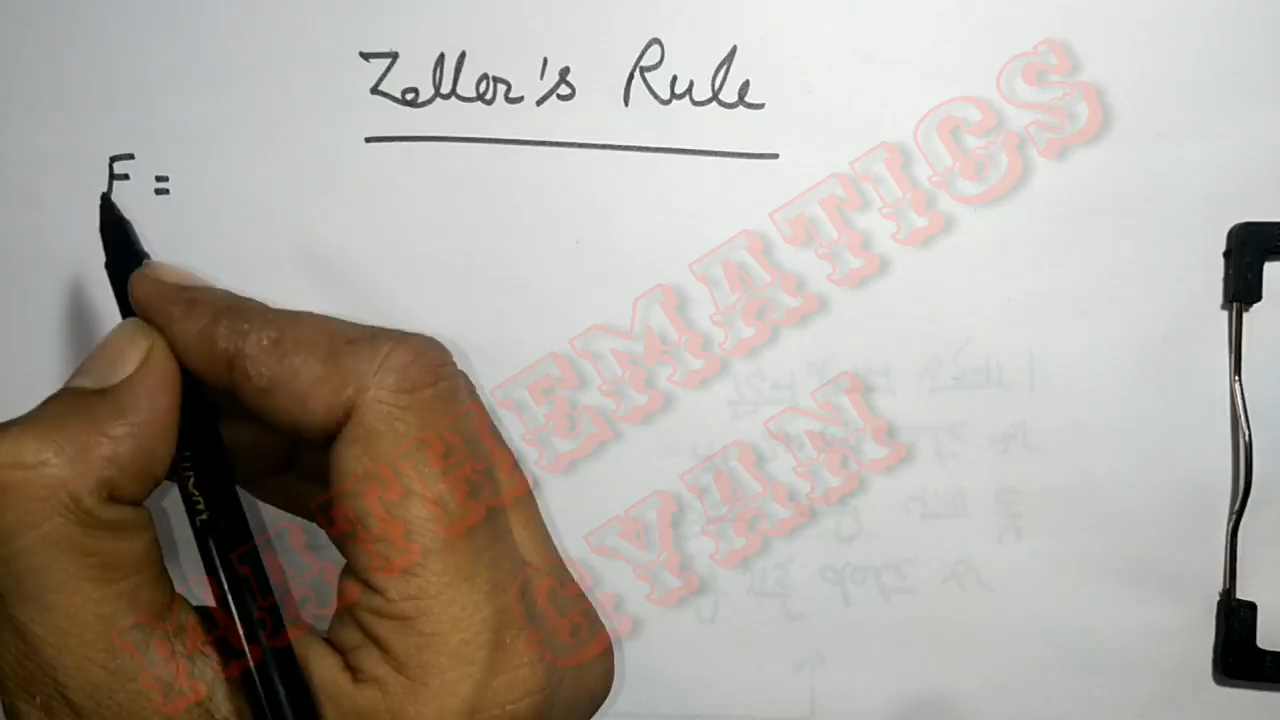 Zeller's Rule
F =
MATHEMATICS
GYAN